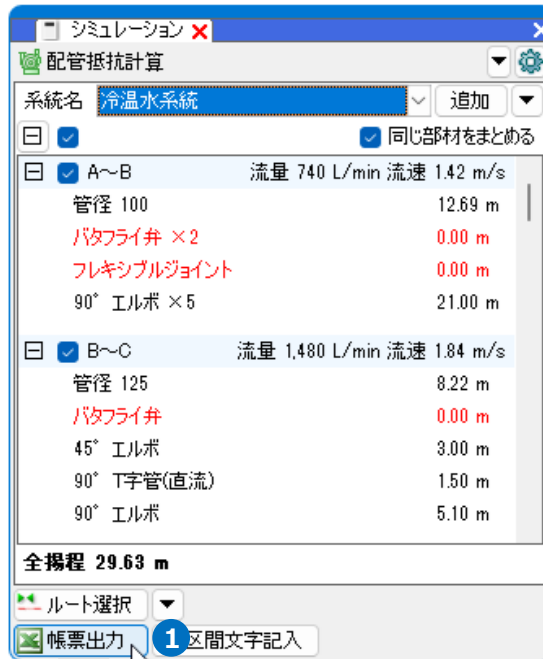 シミュレーション
配管抵抗計算
系統名 冷温水系統 追加
同じ部材をまとめる
A～B 流量 740 L/min 流速 1.42 m/s
管径 100 12.69 m
バタフライ弁 ×2 0.00 m
フレキシブルジョイント 0.00 m
90° エルボ ×5 21.00 m
B～C 流量 1,480 L/min 流速 1.84 m/s
管径 125 8.22 m
バタフライ弁 0.00 m
45° エルボ 3.00 m
90° T字管(直流) 1.50 m
90° エルボ 5.10 m
全揚程 29.63 m
ルート選択
帳票出力 1 区間文字記入